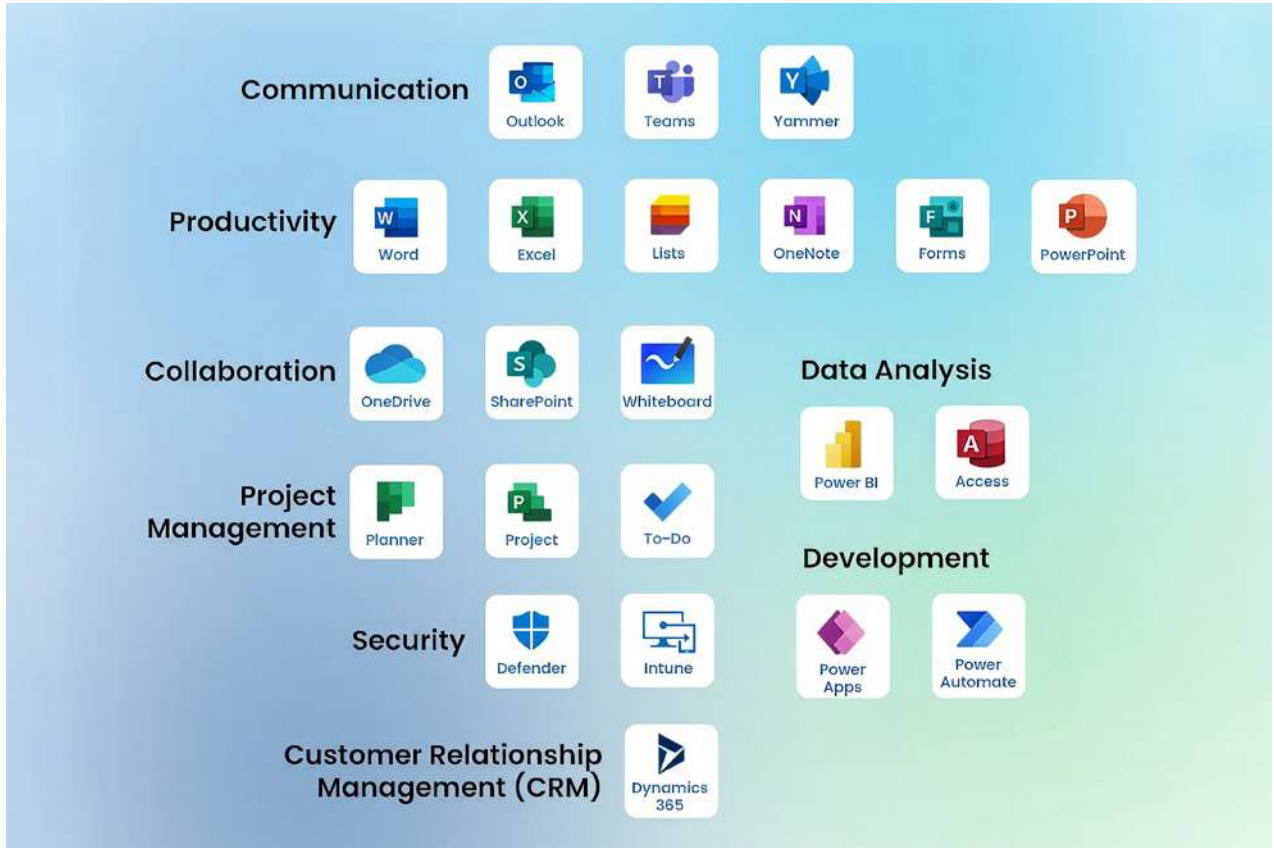 Communication
O
Outlook
T
Teams
Y
Yammer
Productivity
W
Word
X
Excel
Lists
N
OneNote
F
Forms
P
PowerPoint
Collaboration
OneDrive
S
SharePoint
Whiteboard
Data Analysis
Power BI
A
Access
Project
Management
Planner
P
Project
To-Do
Development
Power
Apps
Power
Automate
Security
Defender
Intune
Customer Relationship
Management (CRM)
Dynamics
365